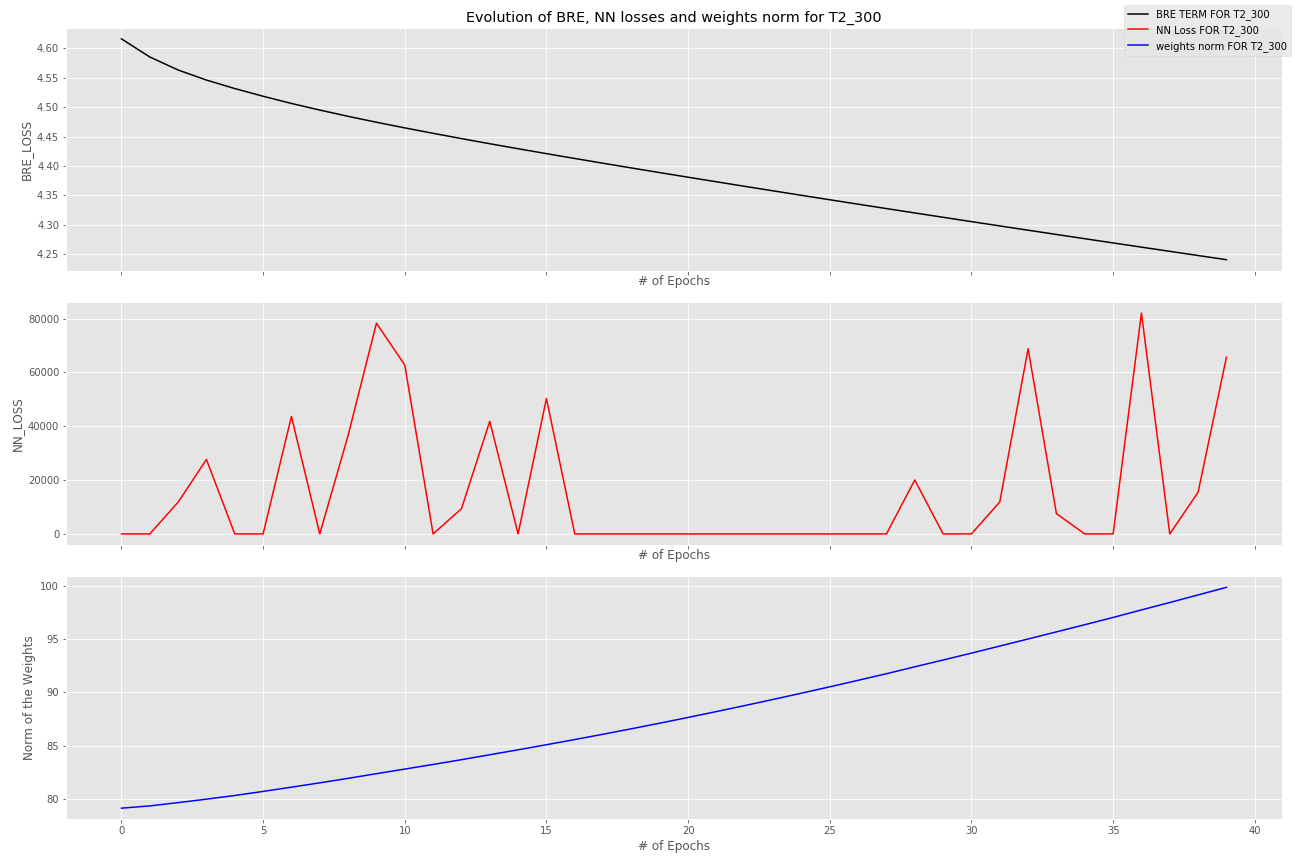 Evolution of BRE, NN losses and weights norm for T2_300
BRE TERM FOR T2_300
NN Loss FOR T2_300
weights norm FOR T2_300
4.60
4.55
4.50
4.45
4.40
4.35
4.30
4.25
BRE_LOSS
# of Epochs
80000
60000
40000
20000
0
NN_LOSS
# of Epochs
100
95
90
85
80
Norm of the Weights
0 5 10 15 20 25 30 35 40
# of Epochs